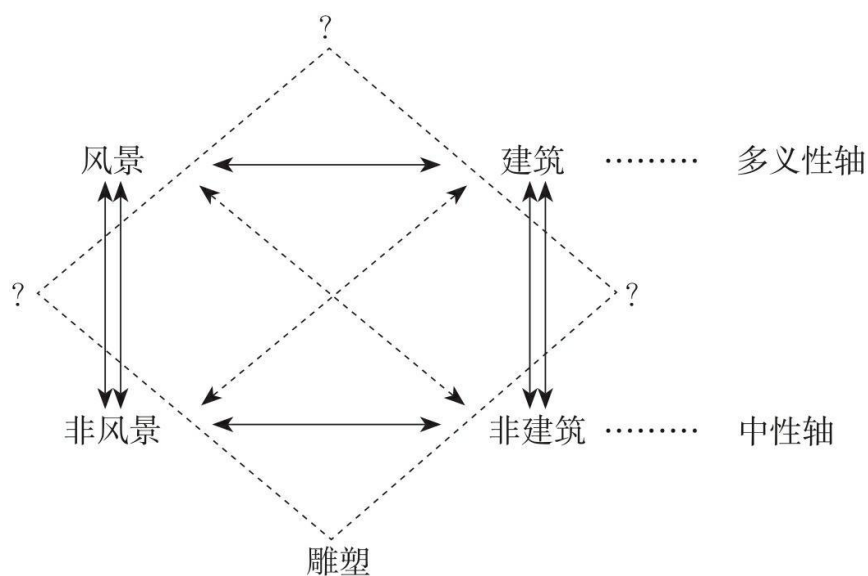 ?
风景 建筑 ……… 多义性轴
? ?
非风景 非建筑 ……… 中性轴
雕塑